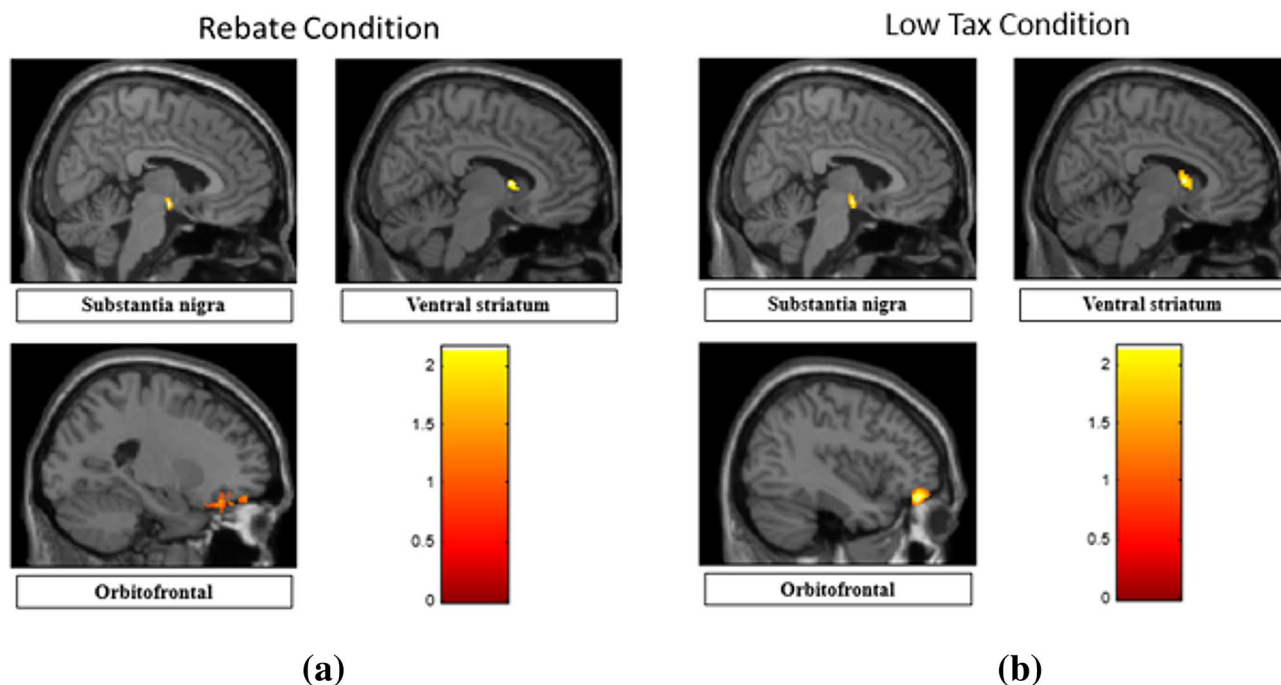 Rebate Condition
Low Tax Condition
Substantia nigra
Ventral striatum
Substantia nigra
Ventral striatum
2
1.5
1
0.5
0
Orbitofrontal
2
1.5
1
0.5
0
Orbitofrontal
(a)
(b)